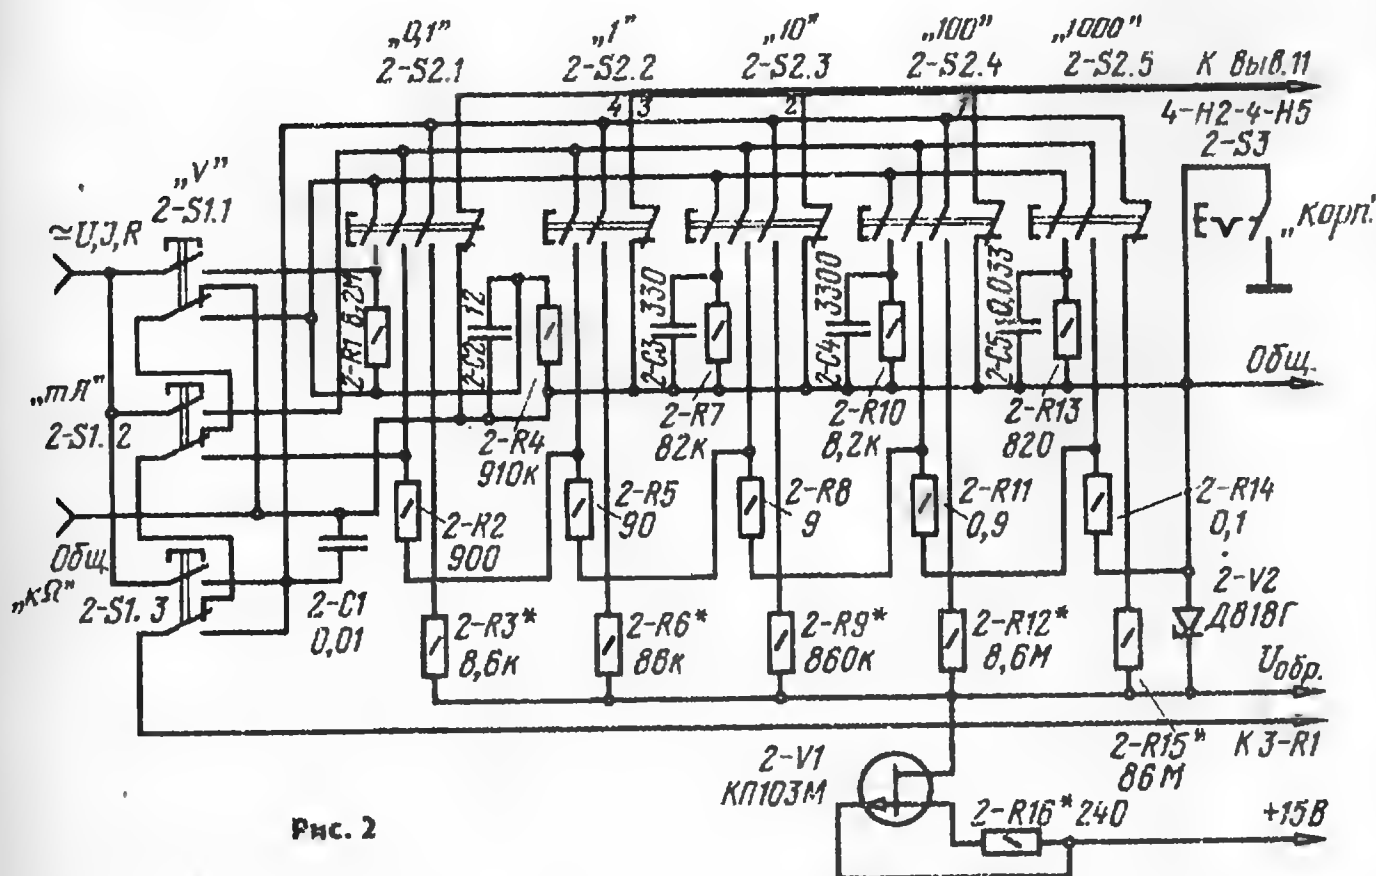 „0,1”
2-S2.1
„1”
2-S2.2
„10”
2-S2.3
„100”
2-S2.4
„1000”
2-S2.5
К выв.11
4-Н2-4-Н5
2-S3
4
3
2
1
„V”
2-S1.1
≃U,J,R
„корп.”
2-R1 8,2М
2-C2 12
2-C3 330
2-C4 3300
2-C5 0,033
„mA”
2-S1.2
Общ.
2-R4
910к
2-R7
82к
2-R10
8,2к
2-R13
820
2-R2
900
2-R5
90
2-R8
9
2-R11
0,9
2-R14
0,1
Общ.
„кΩ”
2-S1.3
2-C1
0,01
2-R3*
8,6к
2-R6*
86к
2-R9*
860к
2-R12*
8,6М
2-V2
Д818Г
Uобр.
2-R15*
86М
К 3-R1
2-V1
КП103М
2-R16* 240
+15В
Рис. 2